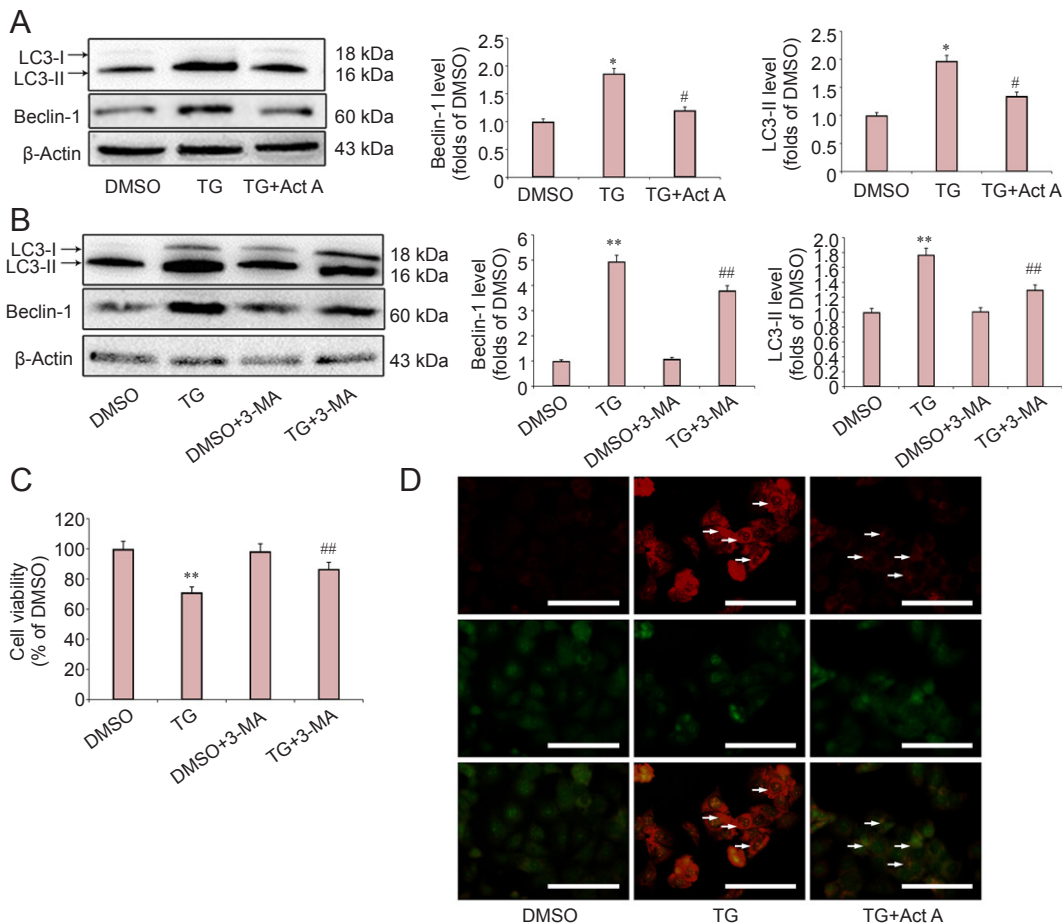 A
LC3-I
LC3-II
Beclin-1
β-Actin
18 kDa
16 kDa
60 kDa
43 kDa
DMSO TG TG+Act A
Beclin-1 level
(folds of DMSO)
2.5
2.0
1.5
1.0
0.5
0
*
#
DMSO TG TG+Act A
LC3-II level
(folds of DMSO)
2.5
2.0
1.5
1.0
0.5
0
*
#
DMSO TG TG+Act A
B
LC3-I
LC3-II
Beclin-1
β-Actin
18 kDa
16 kDa
60 kDa
43 kDa
DMSO TG DMSO+3-MA TG+3-MA
Beclin-1 level
(folds of DMSO)
6
5
4
3
2
1
0
**
##
DMSO TG DMSO+3-MA TG+3-MA
LC3-II level
(folds of DMSO)
2.0
1.8
1.6
1.4
1.2
1.0
0.8
0.6
0.4
0.2
0
**
##
DMSO TG DMSO+3-MA TG+3-MA
C
Cell viability
(% of DMSO)
120
100
80
60
40
20
0
**
##
DMSO TG DMSO+3-MA TG+3-MA
D
DMSO TG TG+Act A